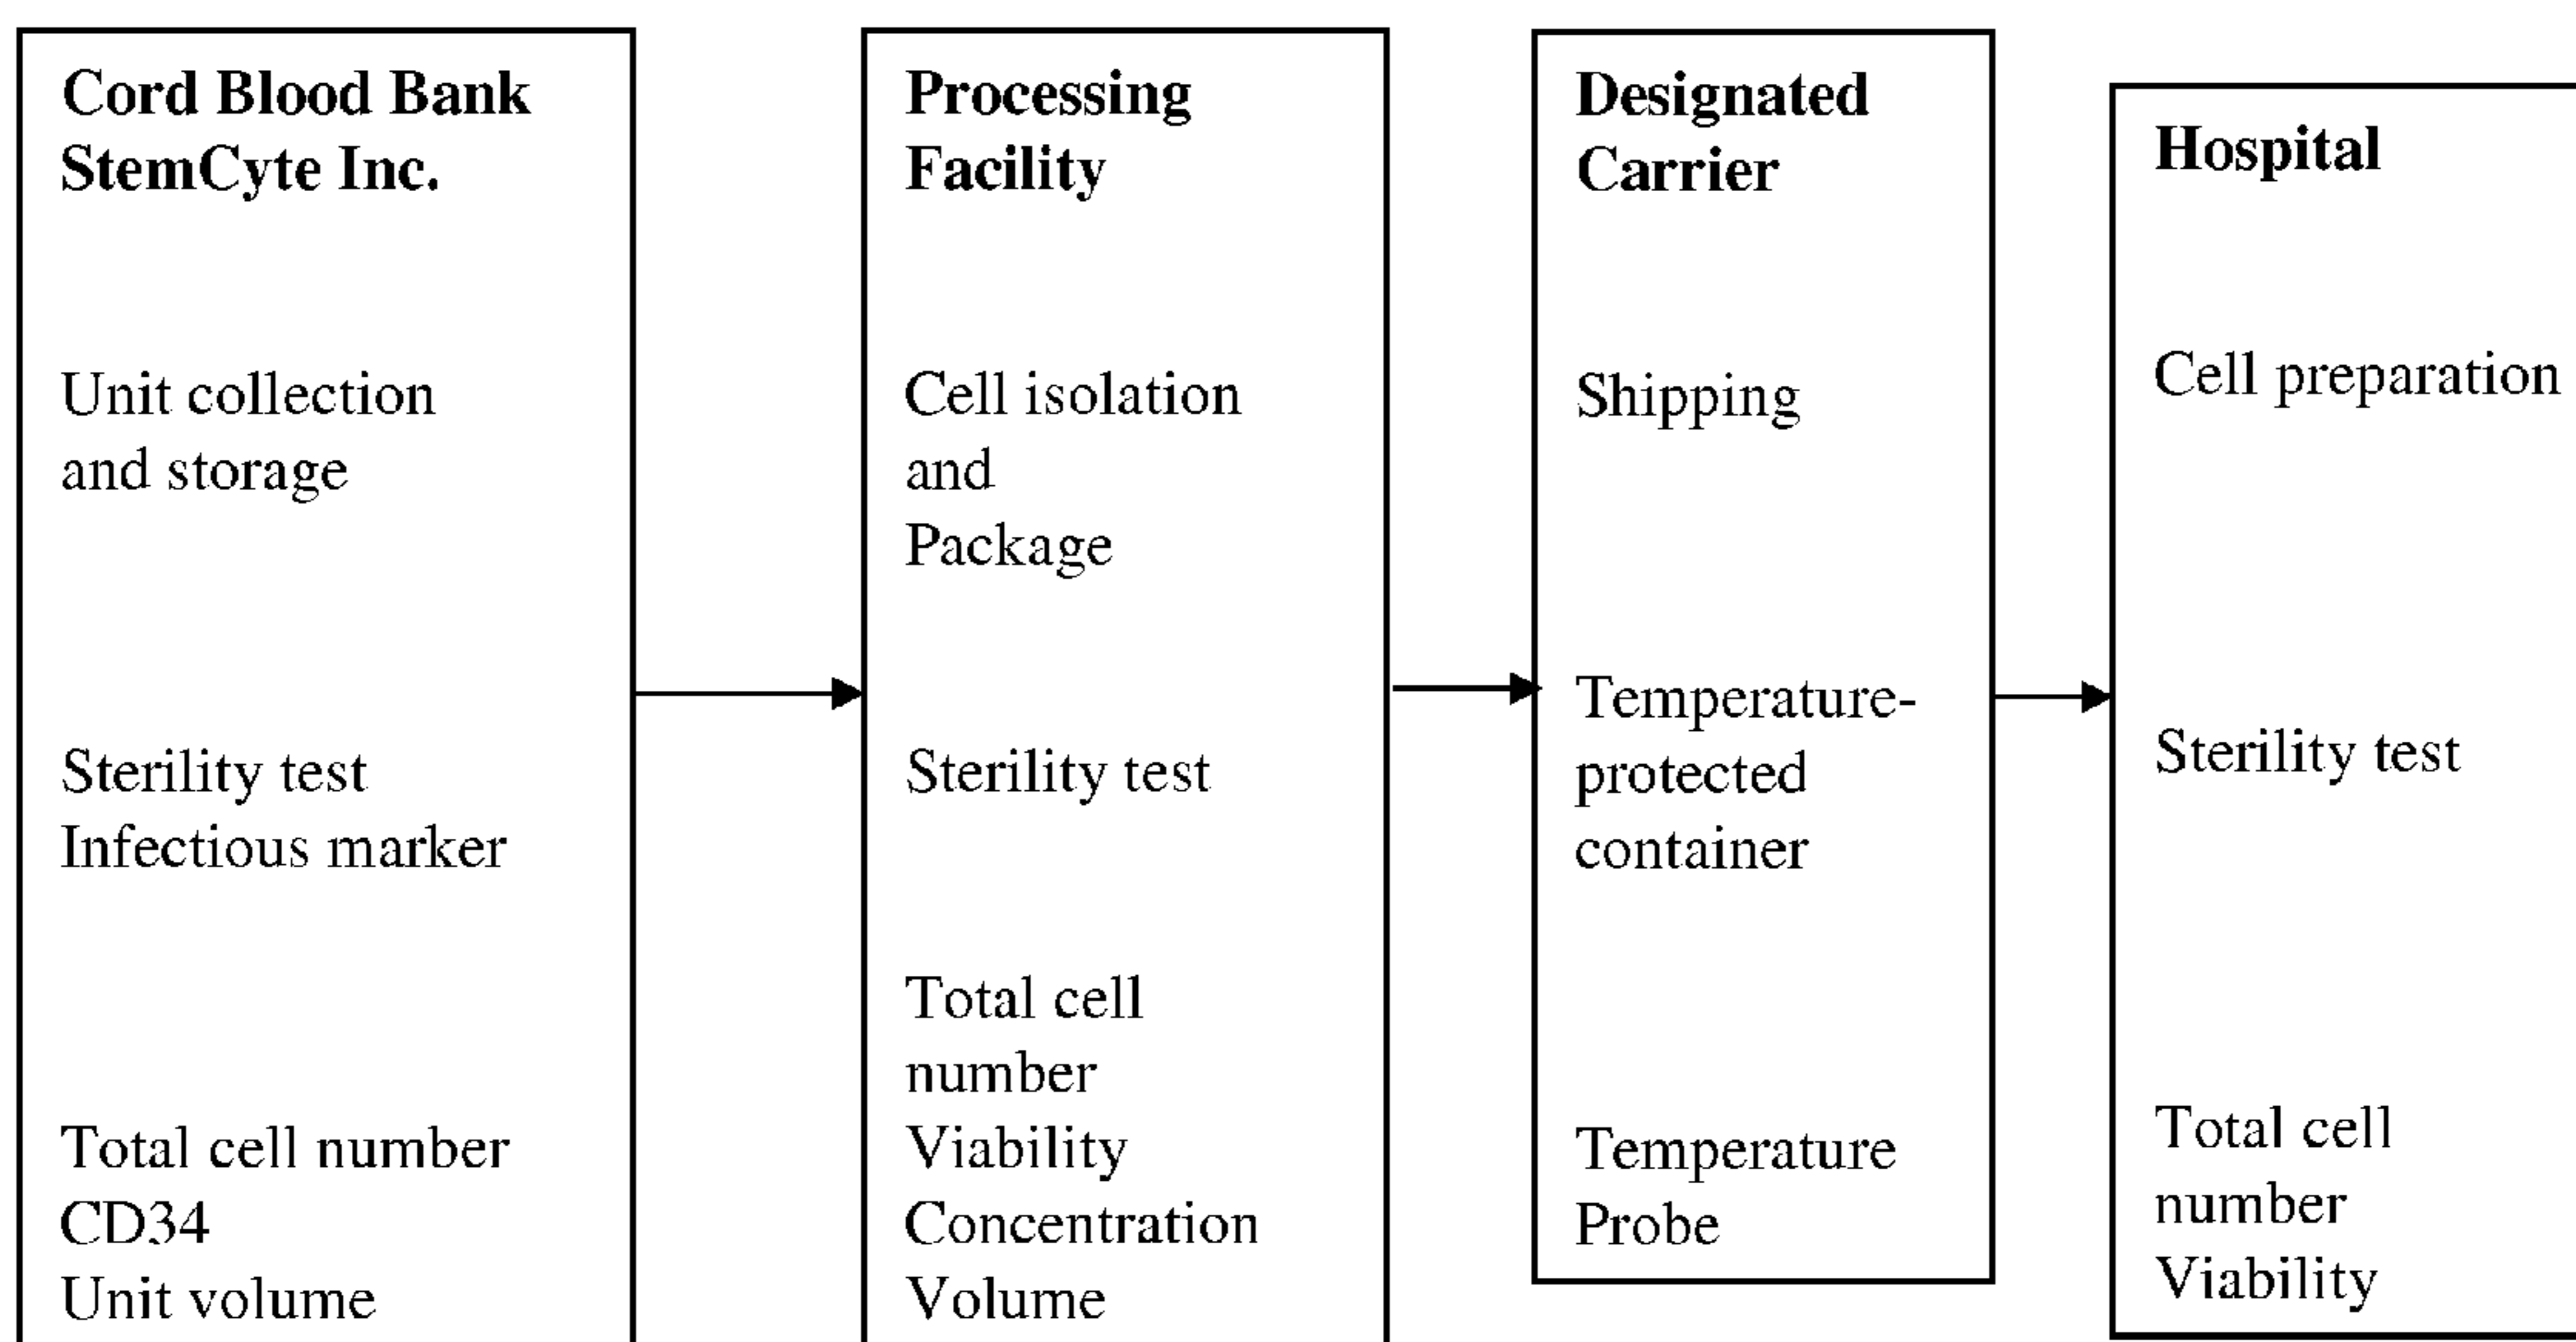 Cord Blood Bank
StemCyte Inc.
Unit collection
and storage
Sterility test
Infectious marker
Total cell number
CD34
Unit volume
Processing
Facility
Cell isolation
and
Package
Sterility test
Total cell
number
Viability
Concentration
Volume
Designated
Carrier
Shipping
Temperature-
protected
container
Temperature
Probe
Hospital
Cell preparation
Sterility test
Total cell
number
Viability